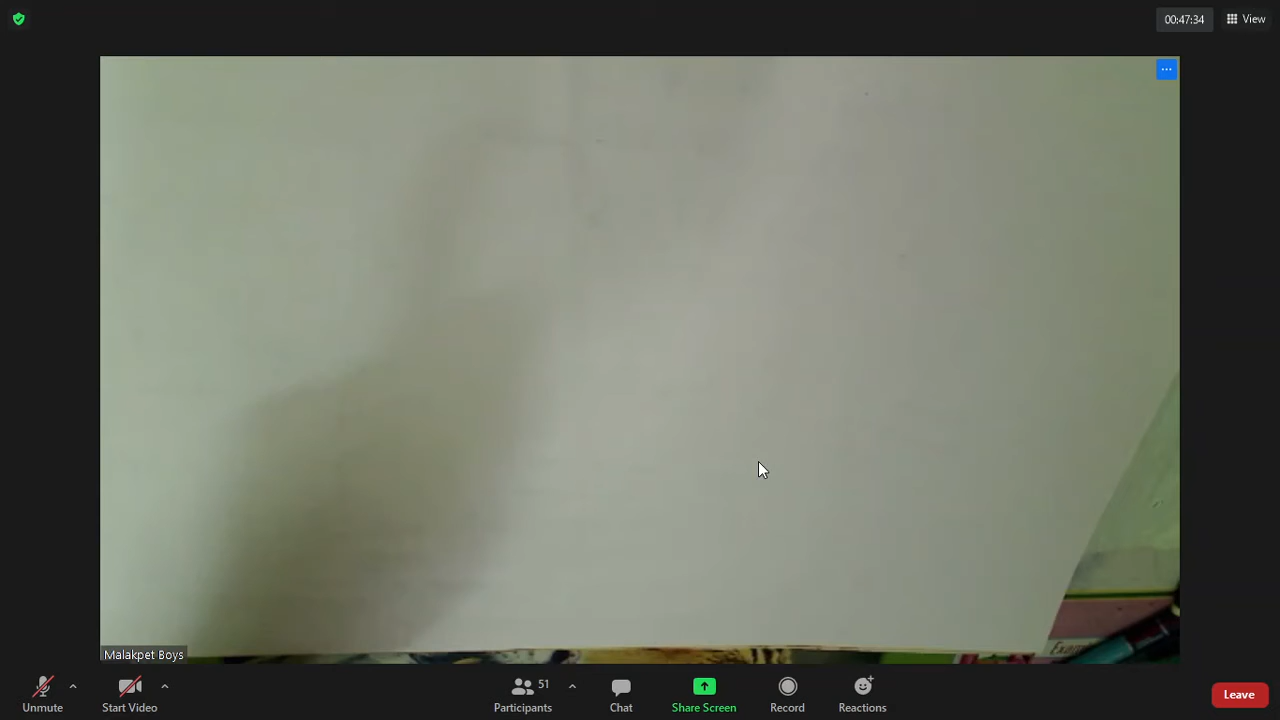 00:47:34
View
Malakpet Boys
Unmute
Start Video
51
Participants
Chat
Share Screen
Record
Reactions
Leave